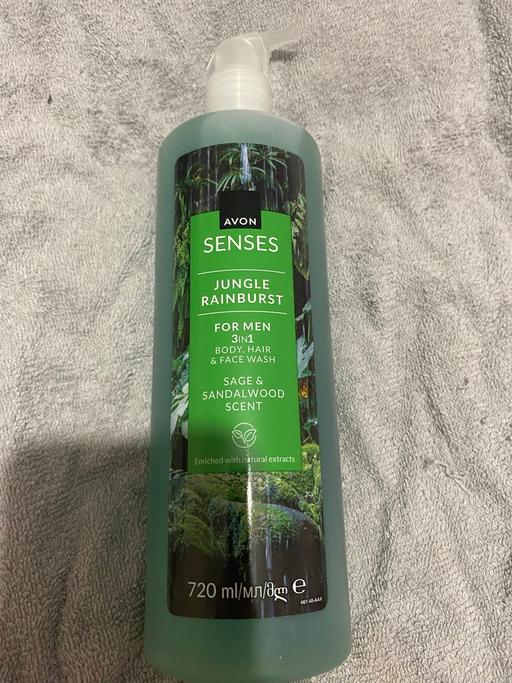 AVON
SENSES
JUNGLE
RAINBURST
FOR MEN
3IN1
BODY, HAIR
& FACE WASH
SAGE &
SANDALWOOD
SCENT
Enriched with natural extracts
720 ml/мл/მლ ℮